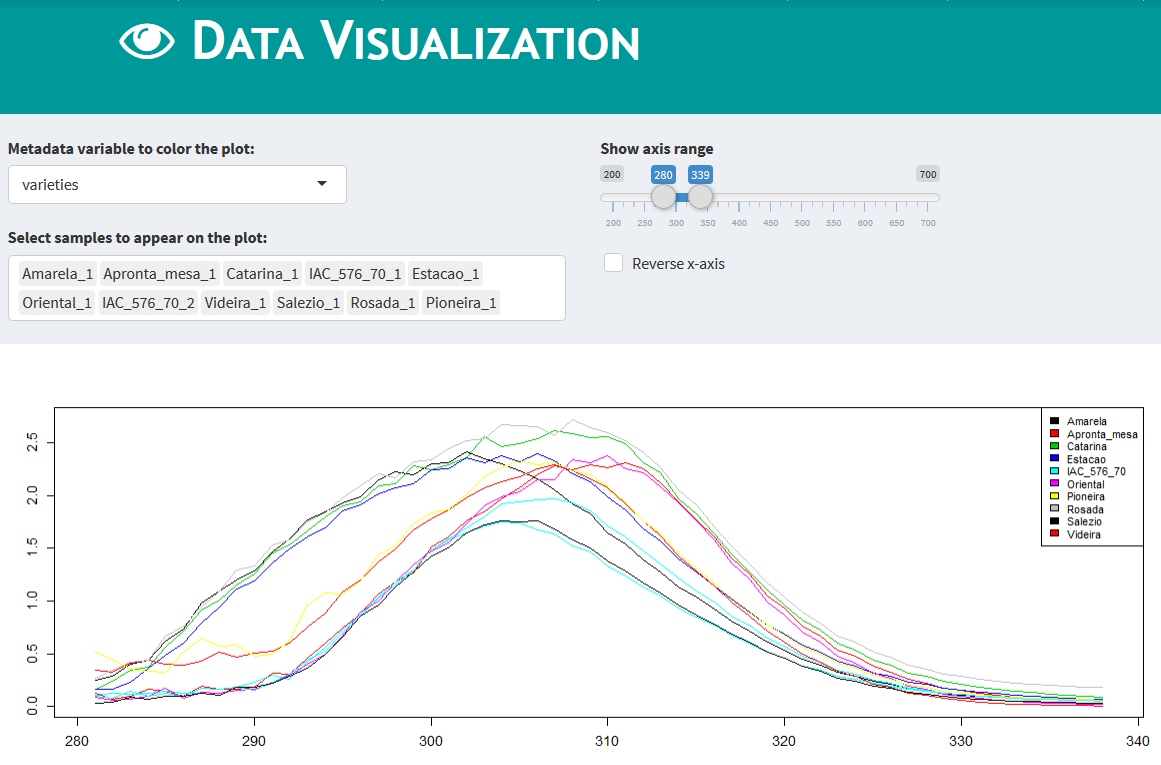 DATA VISUALIZATION
Metadata variable to color the plot:
varieties
Select samples to appear on the plot:
Amarela_1 Apronta_mesa_1 Catarina_1 IAC_576_70_1 Estacao_1
Oriental_1 IAC_576_70_2 Videira_1 Salezio_1 Rosada_1 Pioneira_1
Show axis range
200 280 339 700
200 250 300 350 400 450 500 550 600 650 700
Reverse x-axis
2.5
2.0
1.5
1.0
0.5
0.0
280 290 300 310 320 330 340
Amarela
Apronta_mesa
Catarina
Estacao
IAC_576_70
Oriental
Pioneira
Rosada
Salezio
Videira